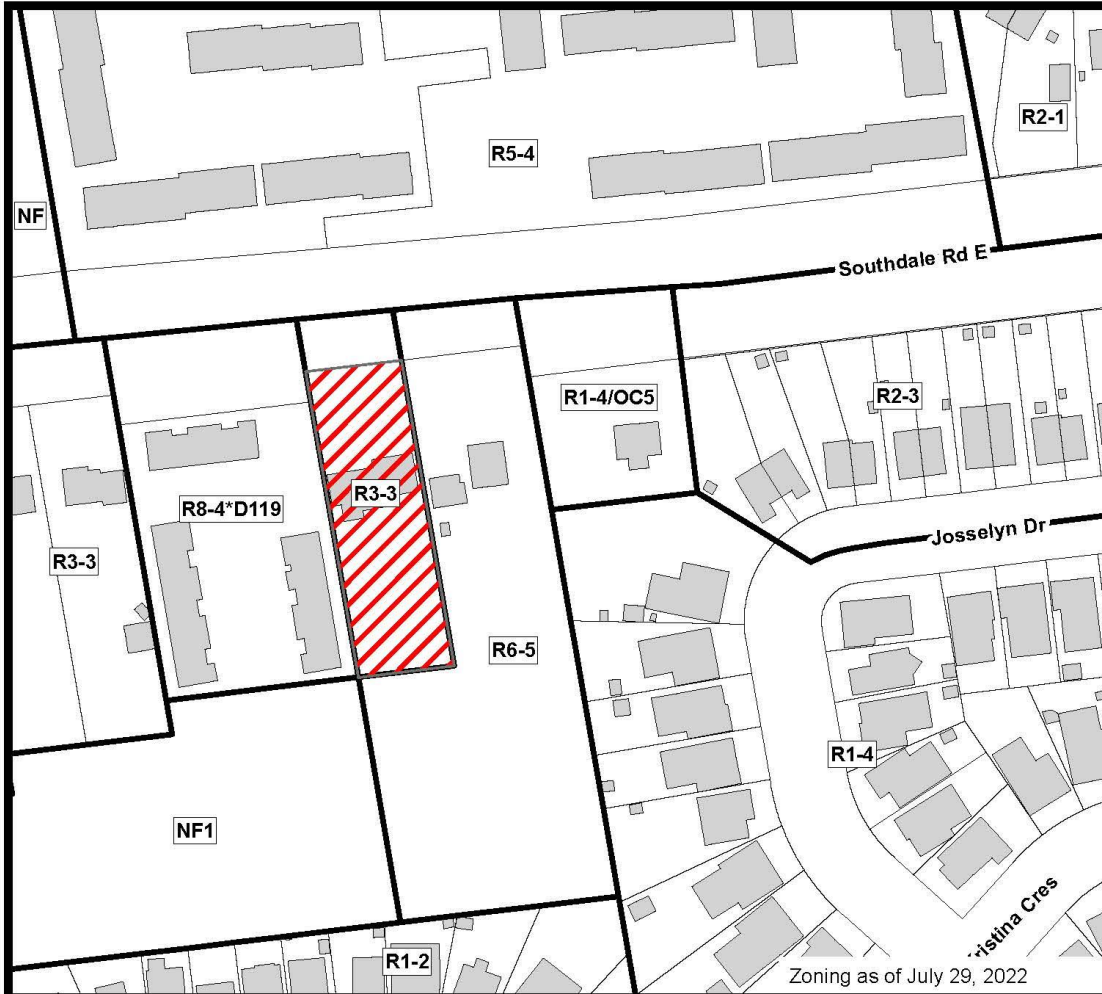 R2-1
R5-4
NF
Southdale Rd E
R1-4/OC5
R2-3
R3-3
R8-4*D119
Josselyn Dr
R3-3
R6-5
R1-4
NF1
ristina Cres
R1-2
Zoning as of July 29, 2022